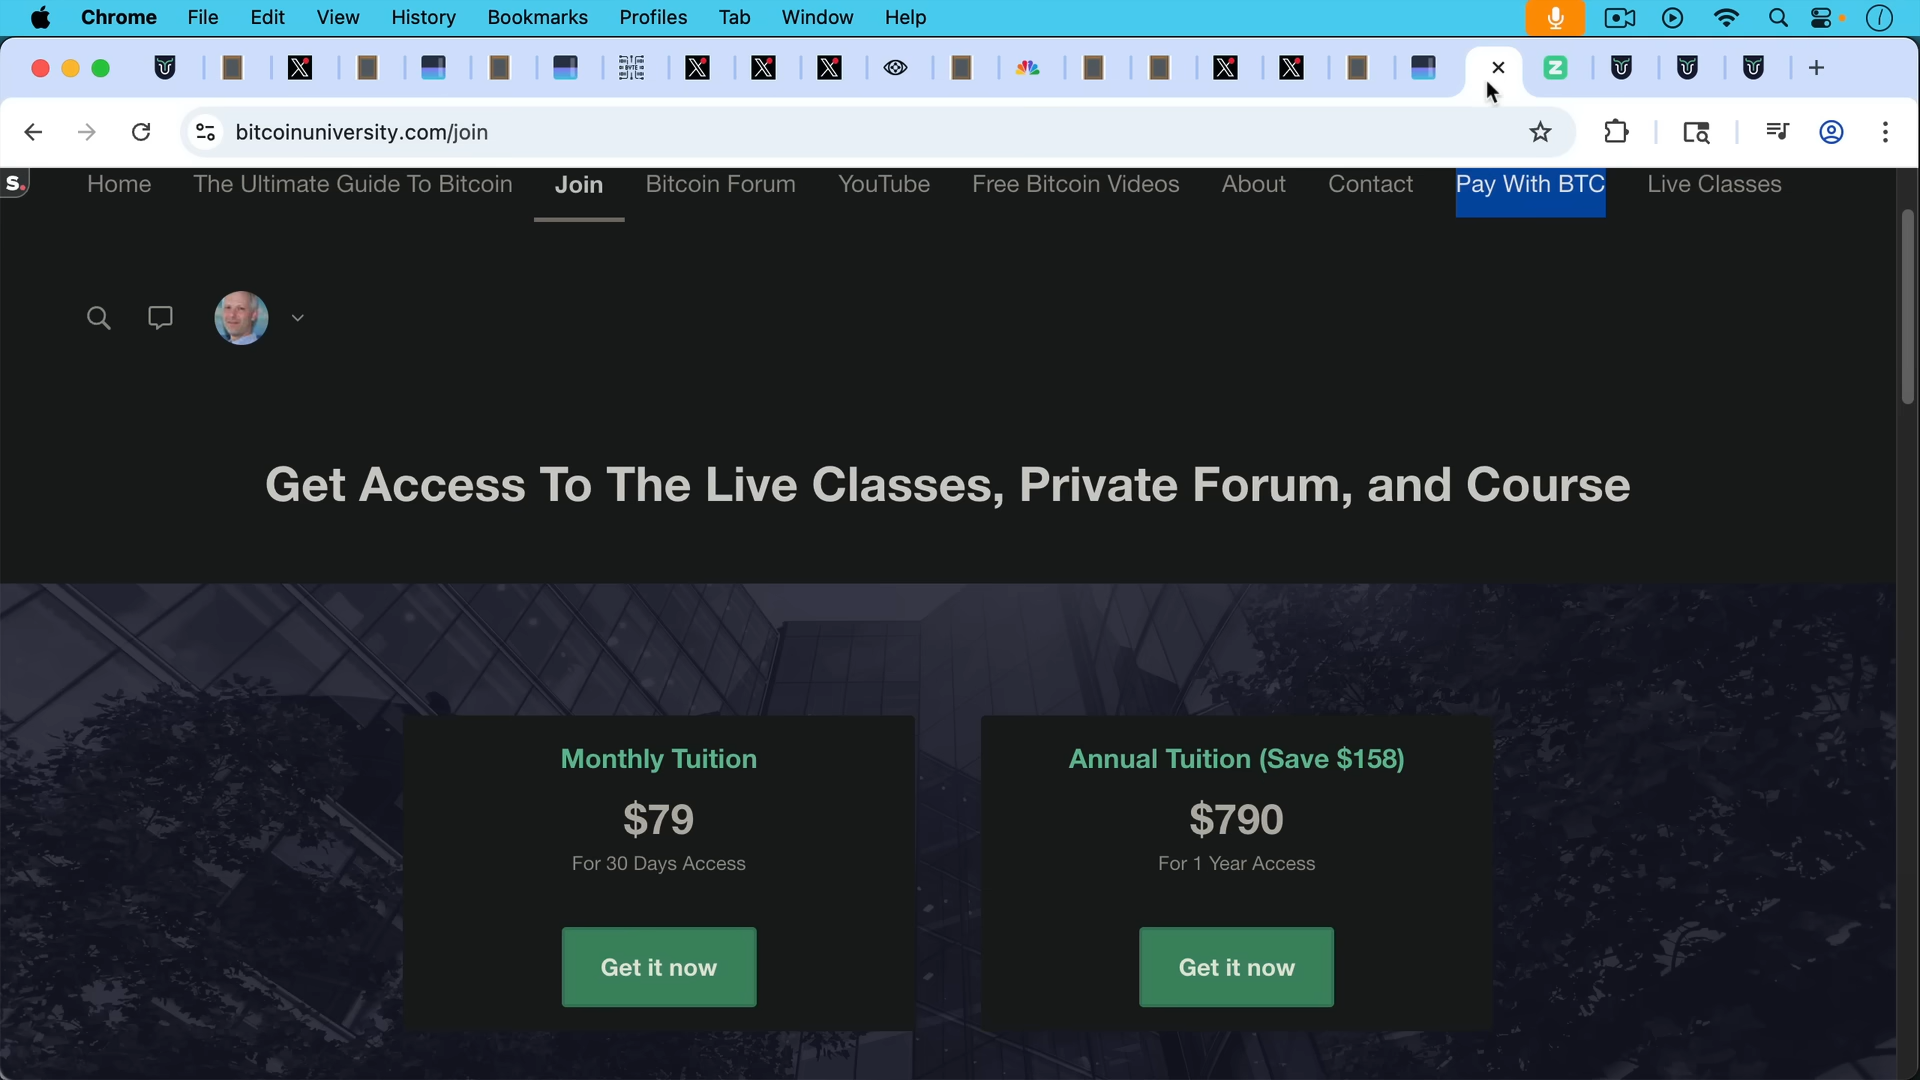 Chrome File Edit View History Bookmarks Profiles Tab Window Help
bitcoinuniversity.com/join
s.
Home The Ultimate Guide To Bitcoin Join Bitcoin Forum YouTube Free Bitcoin Videos About Contact Pay With BTC Live Classes
Get Access To The Live Classes, Private Forum, and Course
Monthly Tuition
$79
For 30 Days Access
Get it now
Annual Tuition (Save $158)
$790
For 1 Year Access
Get it now